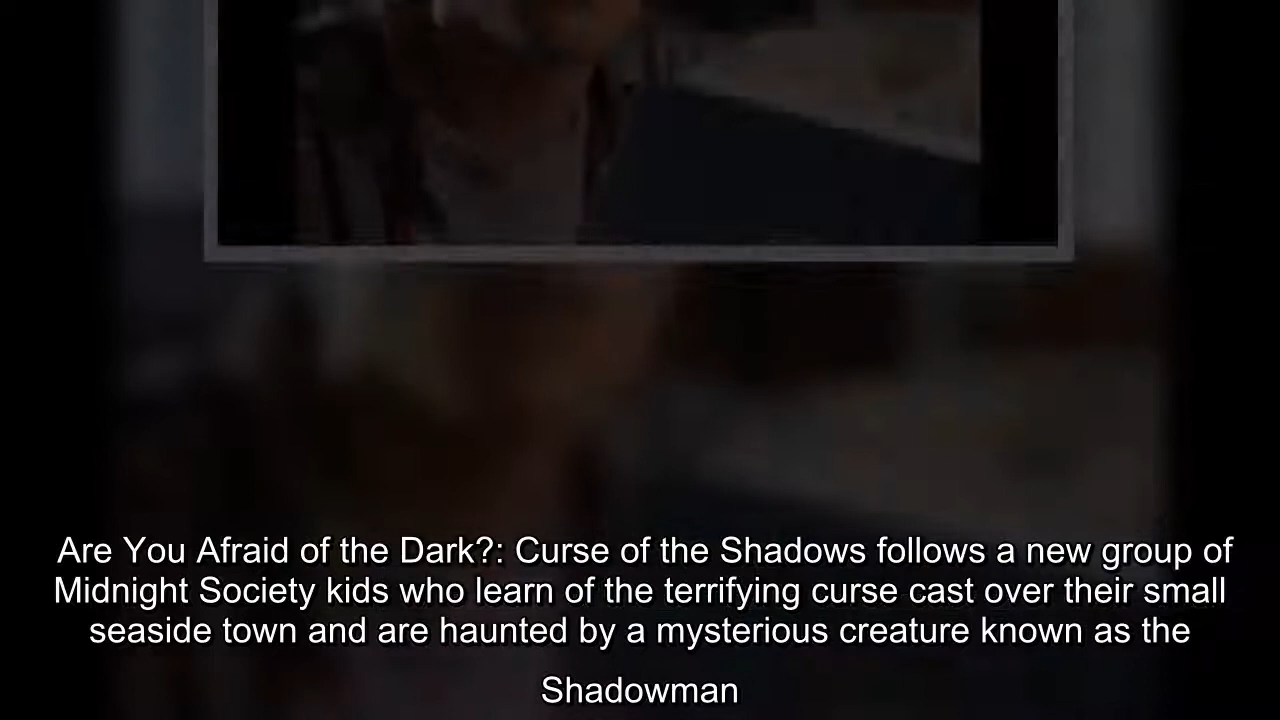 Are You Afraid of the Dark?: Curse of the Shadows follows a new group of
Midnight Society kids who learn of the terrifying curse cast over their small
seaside town and are haunted by a mysterious creature known as the
Shadowman